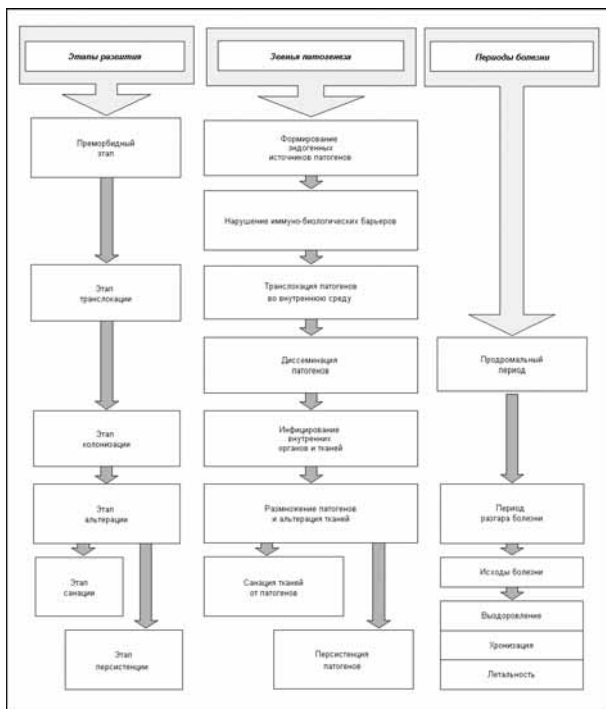 Этапы развития
Звенья патогенеза
Периоды болезни
Преморбидный
этап
Этап
транслокации
Этап
колонизации
Этап
альтерации
Этап
санации
Этап
персистенции
Формирование
эндогенных
источников патогенов
Нарушение иммуно-биологических барьеров
Транслокация патогенов
во внутреннюю среду
Диссеминация
патогенов
Инфицирование
внутренних
органов и тканей
Размножение патогенов
и альтерация тканей
Санация тканей
от патогенов
Персистенция
патогенов
Продромальный
период
Период
разгара болезни
Исходы болезни
Выздоровление
Хронизация
Летальность